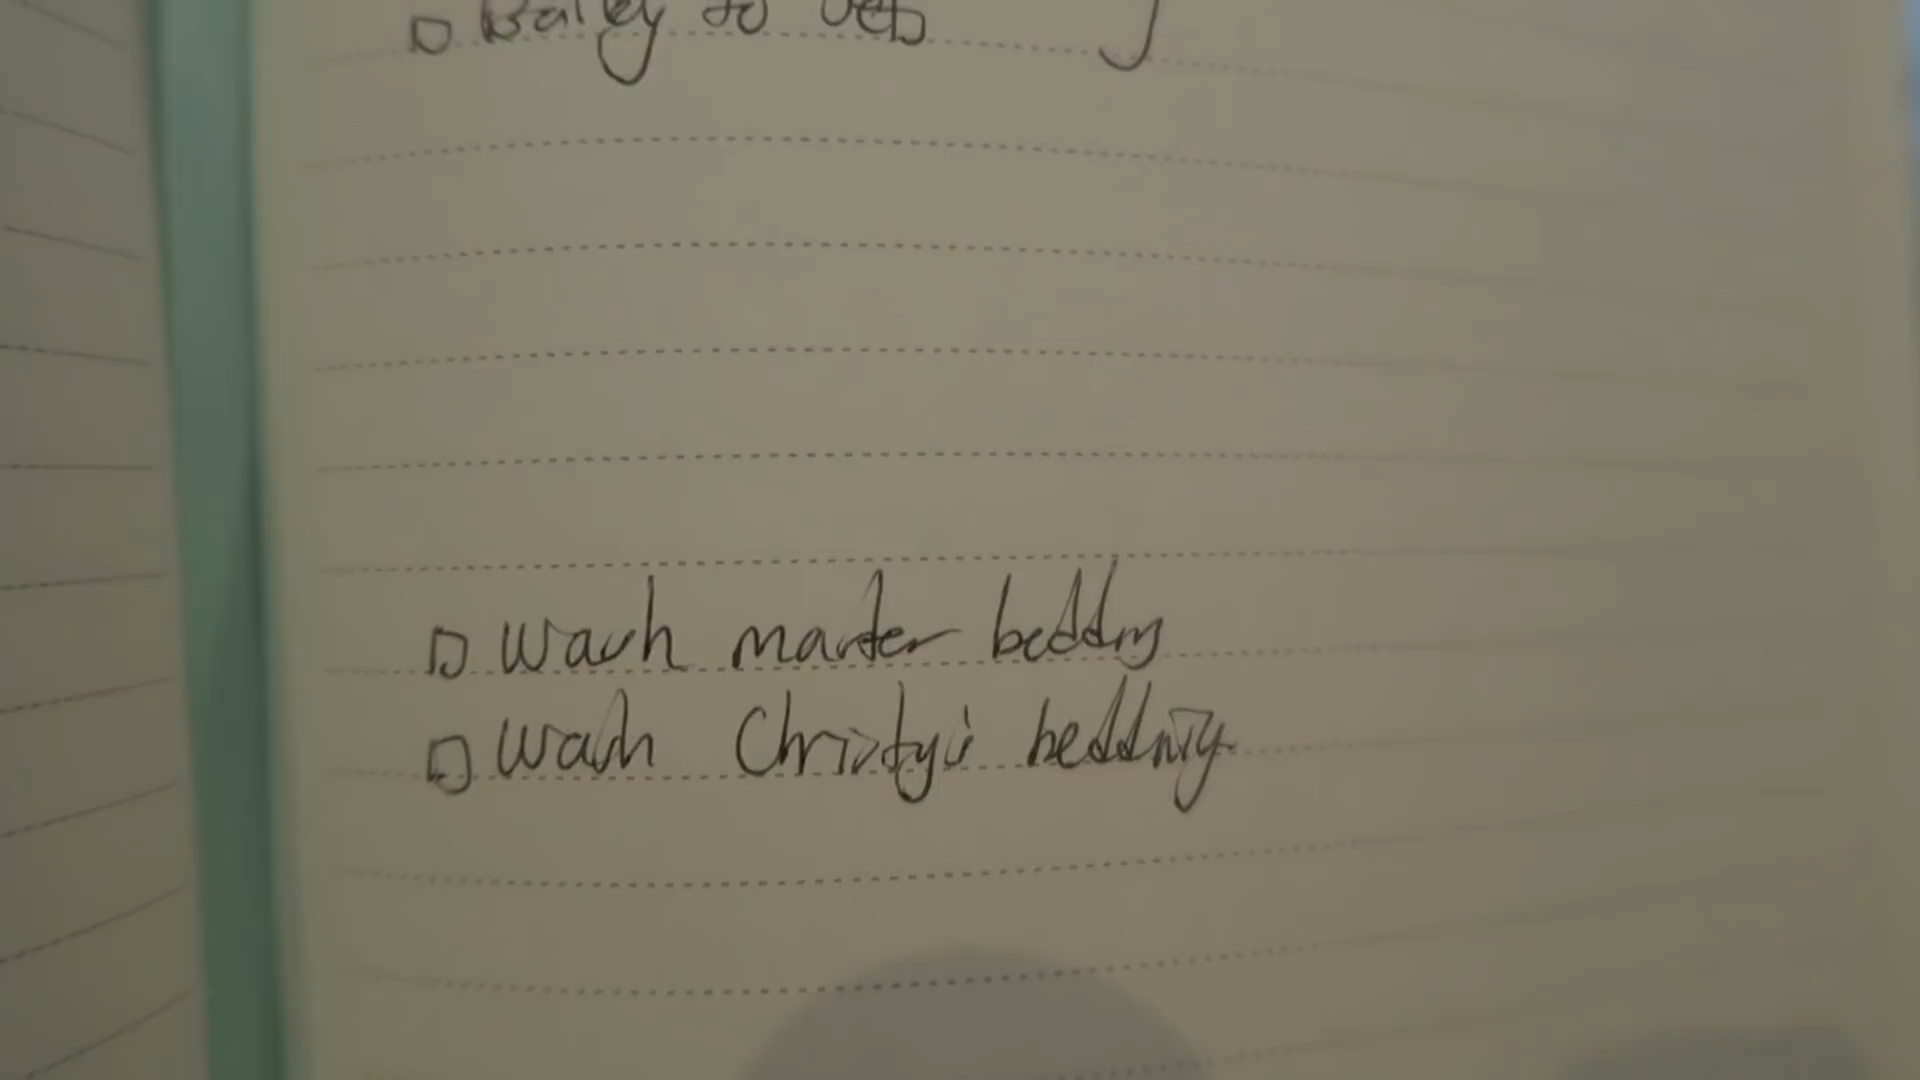 □ Bailey to vets
□ Wash master bedding
□ Wash Christy's bedding